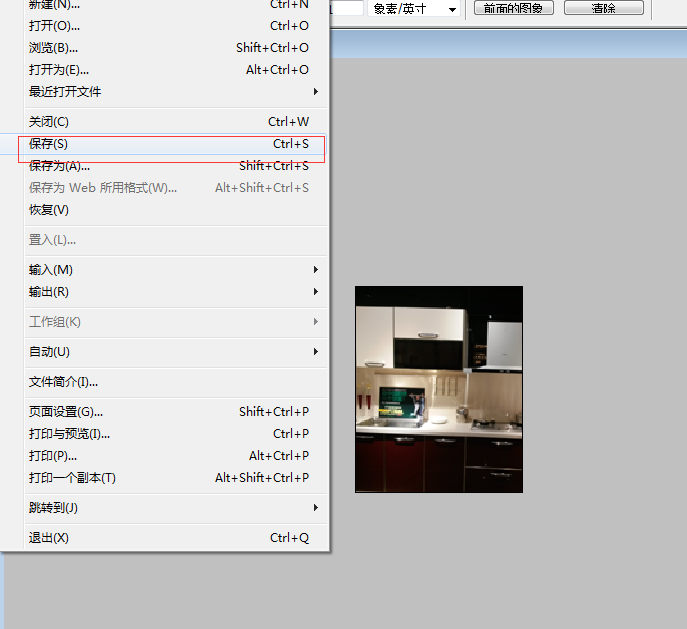 新建(N)... Ctrl+N 象素/英寸 前面的图象 清除
打开(O)... Ctrl+O
浏览(B)... Shift+Ctrl+O
打开为(E)... Alt+Ctrl+O
最近打开文件
关闭(C) Ctrl+W
保存(S) Ctrl+S
保存为(A)... Shift+Ctrl+S
保存为 Web 所用格式(W)... Alt+Shift+Ctrl+S
恢复(V)
置入(L)...
输入(M)
输出(R)
工作组(K)
自动(U)
文件简介(I)...
页面设置(G)... Shift+Ctrl+P
打印与预览(I)... Ctrl+P
打印(P)... Alt+Ctrl+P
打印一个副本(T) Alt+Shift+Ctrl+P
跳转到(J)
退出(X) Ctrl+Q